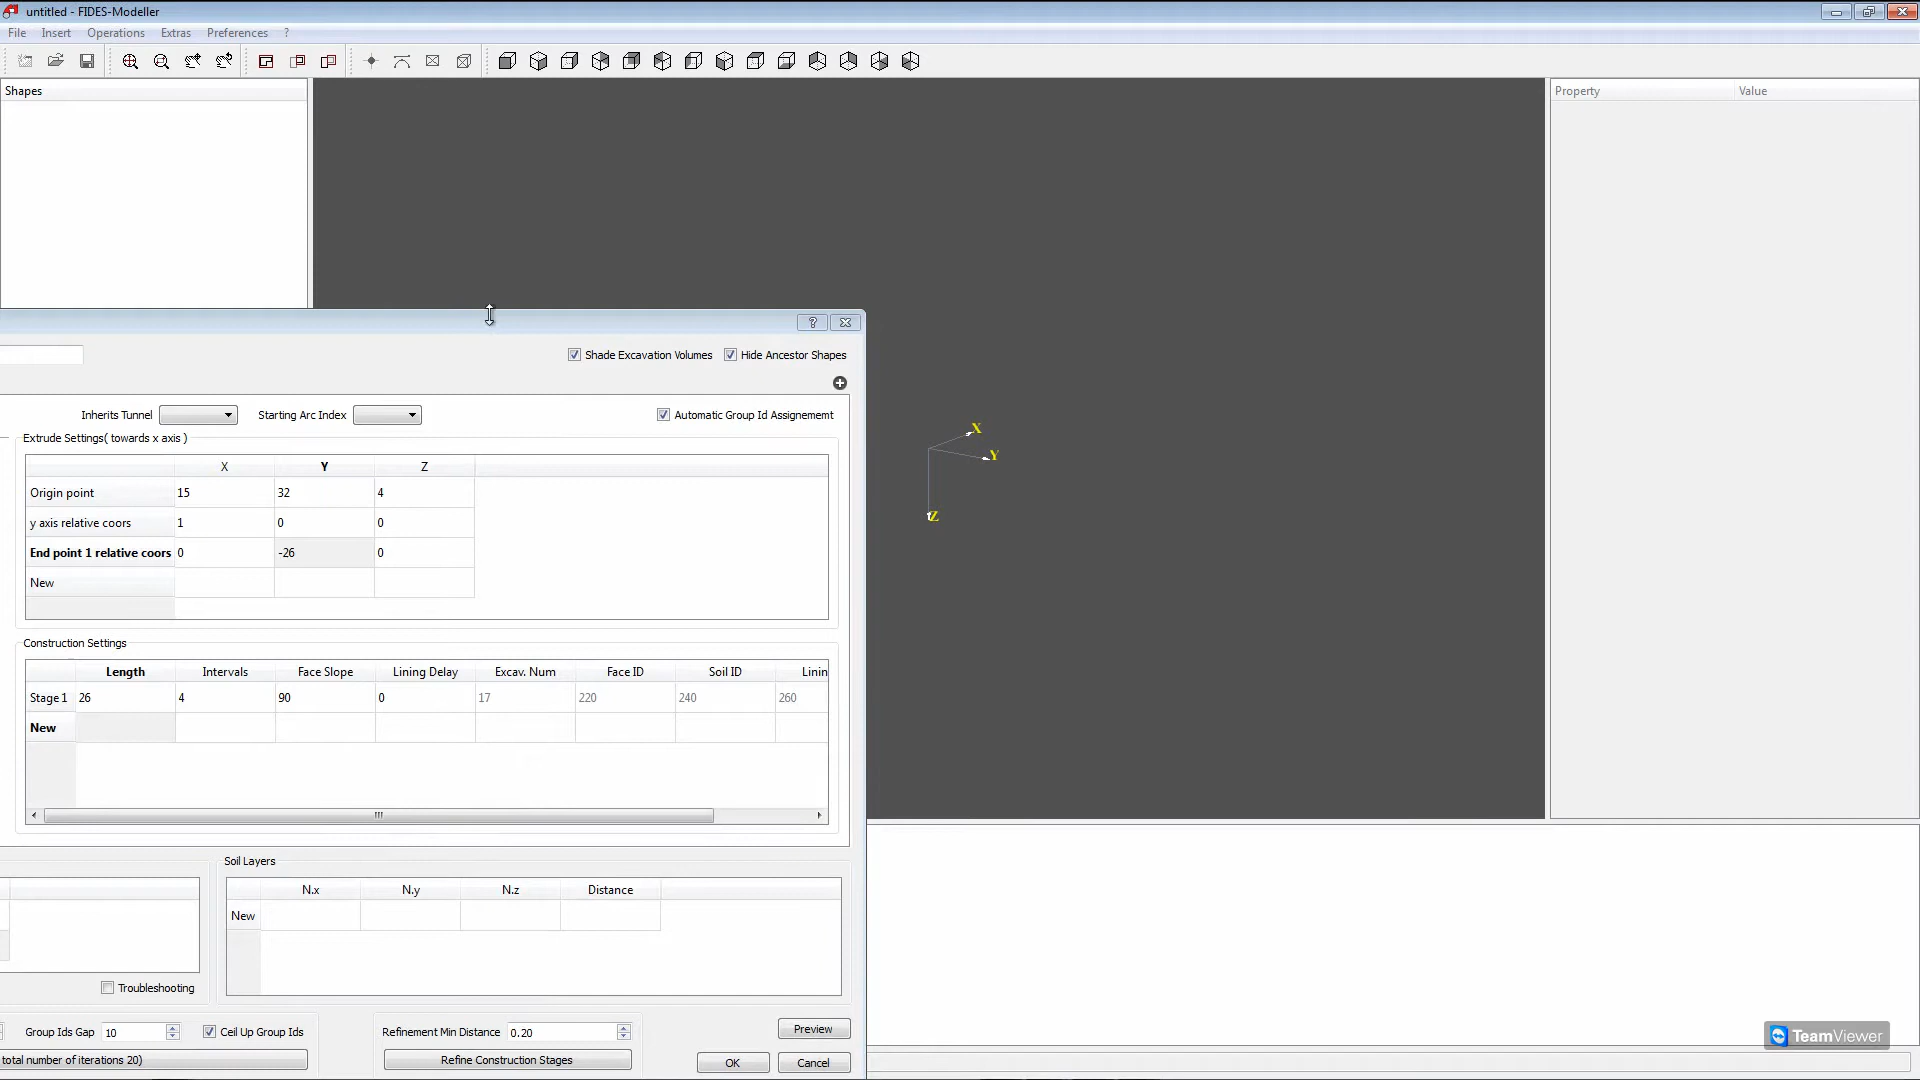 untitled - FIDES-Modeller
File Insert Operations Extras Preferences ?
Shapes
Property Value
X
Y
Z
?
Shade Excavation Volumes Hide Ancestor Shapes
Inherits Tunnel Starting Arc Index Automatic Group Id Assignememt
Extrude Settings( towards x axis )
X Y Z
Origin point 15 32 4
y axis relative coors 1 0 0
End point 1 relative coors 0 -26 0
New
Construction Settings
Length Intervals Face Slope Lining Delay Excav. Num Face ID Soil ID Linin
Stage 1 26 4 90 0 17 220 240 260
New
Soil Layers
N.x N.y N.z Distance
New
Troubleshooting
Group Ids Gap 10 Ceil Up Group Ids Refinement Min Distance 0.20 Preview
total number of iterations 20) Refine Construction Stages OK Cancel
TeamViewer